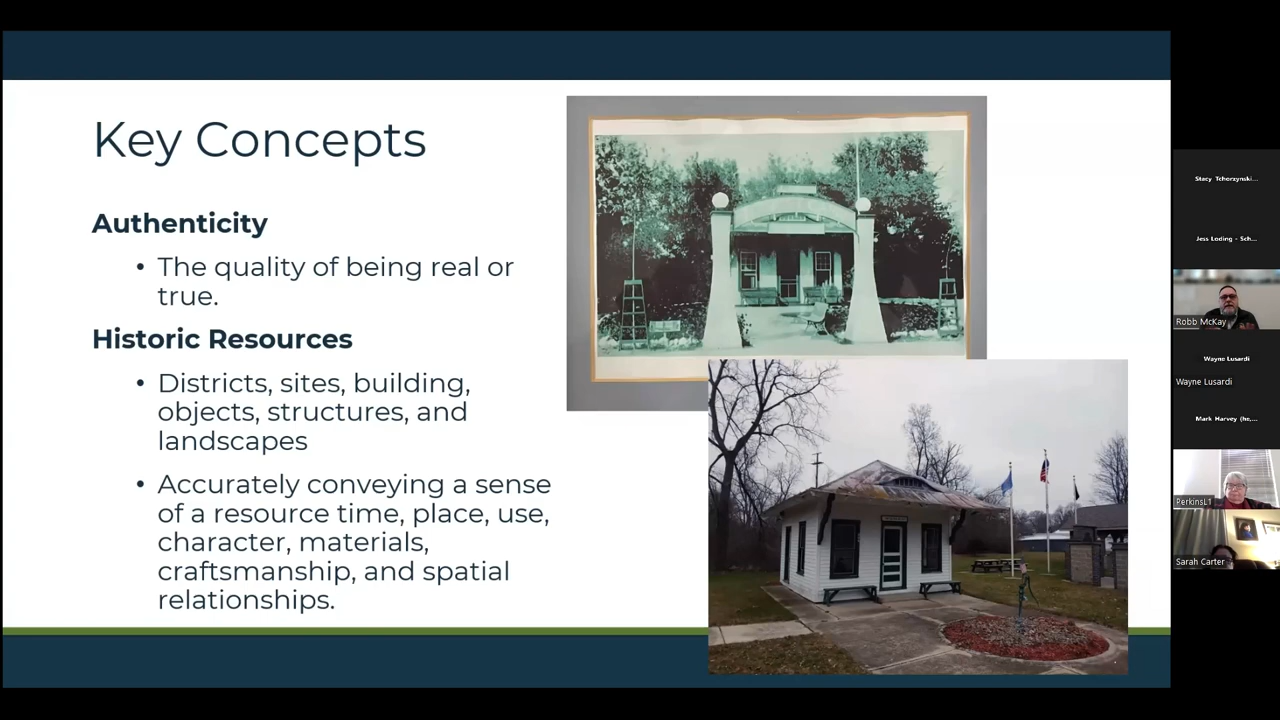 Key Concepts
Authenticity
• The quality of being real or
true.
Historic Resources
• Districts, sites, building,
objects, structures, and
landscapes
• Accurately conveying a sense
of a resource time, place, use,
character, materials,
craftsmanship, and spatial
relationships.
Stacy Tchorzynski...
Jess Loding - Sch...
Robb McKay
Wayne Lusardi
Wayne Lusardi
Mark Harvey (he,...
PerkinsL1
Sarah Carter